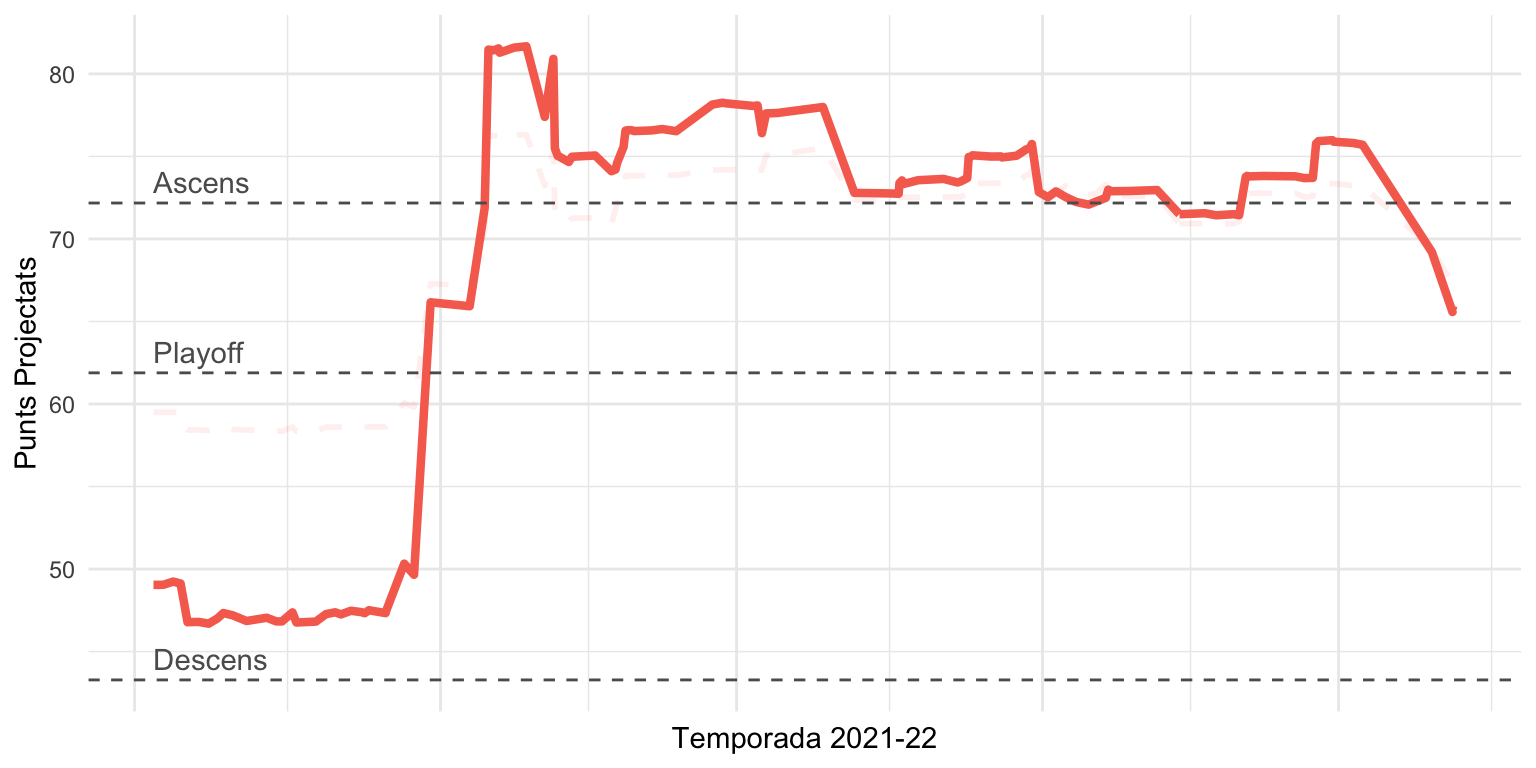 80
70
60
50
Punts Projectats
Ascens
Playoff
Descens
Temporada 2021-22